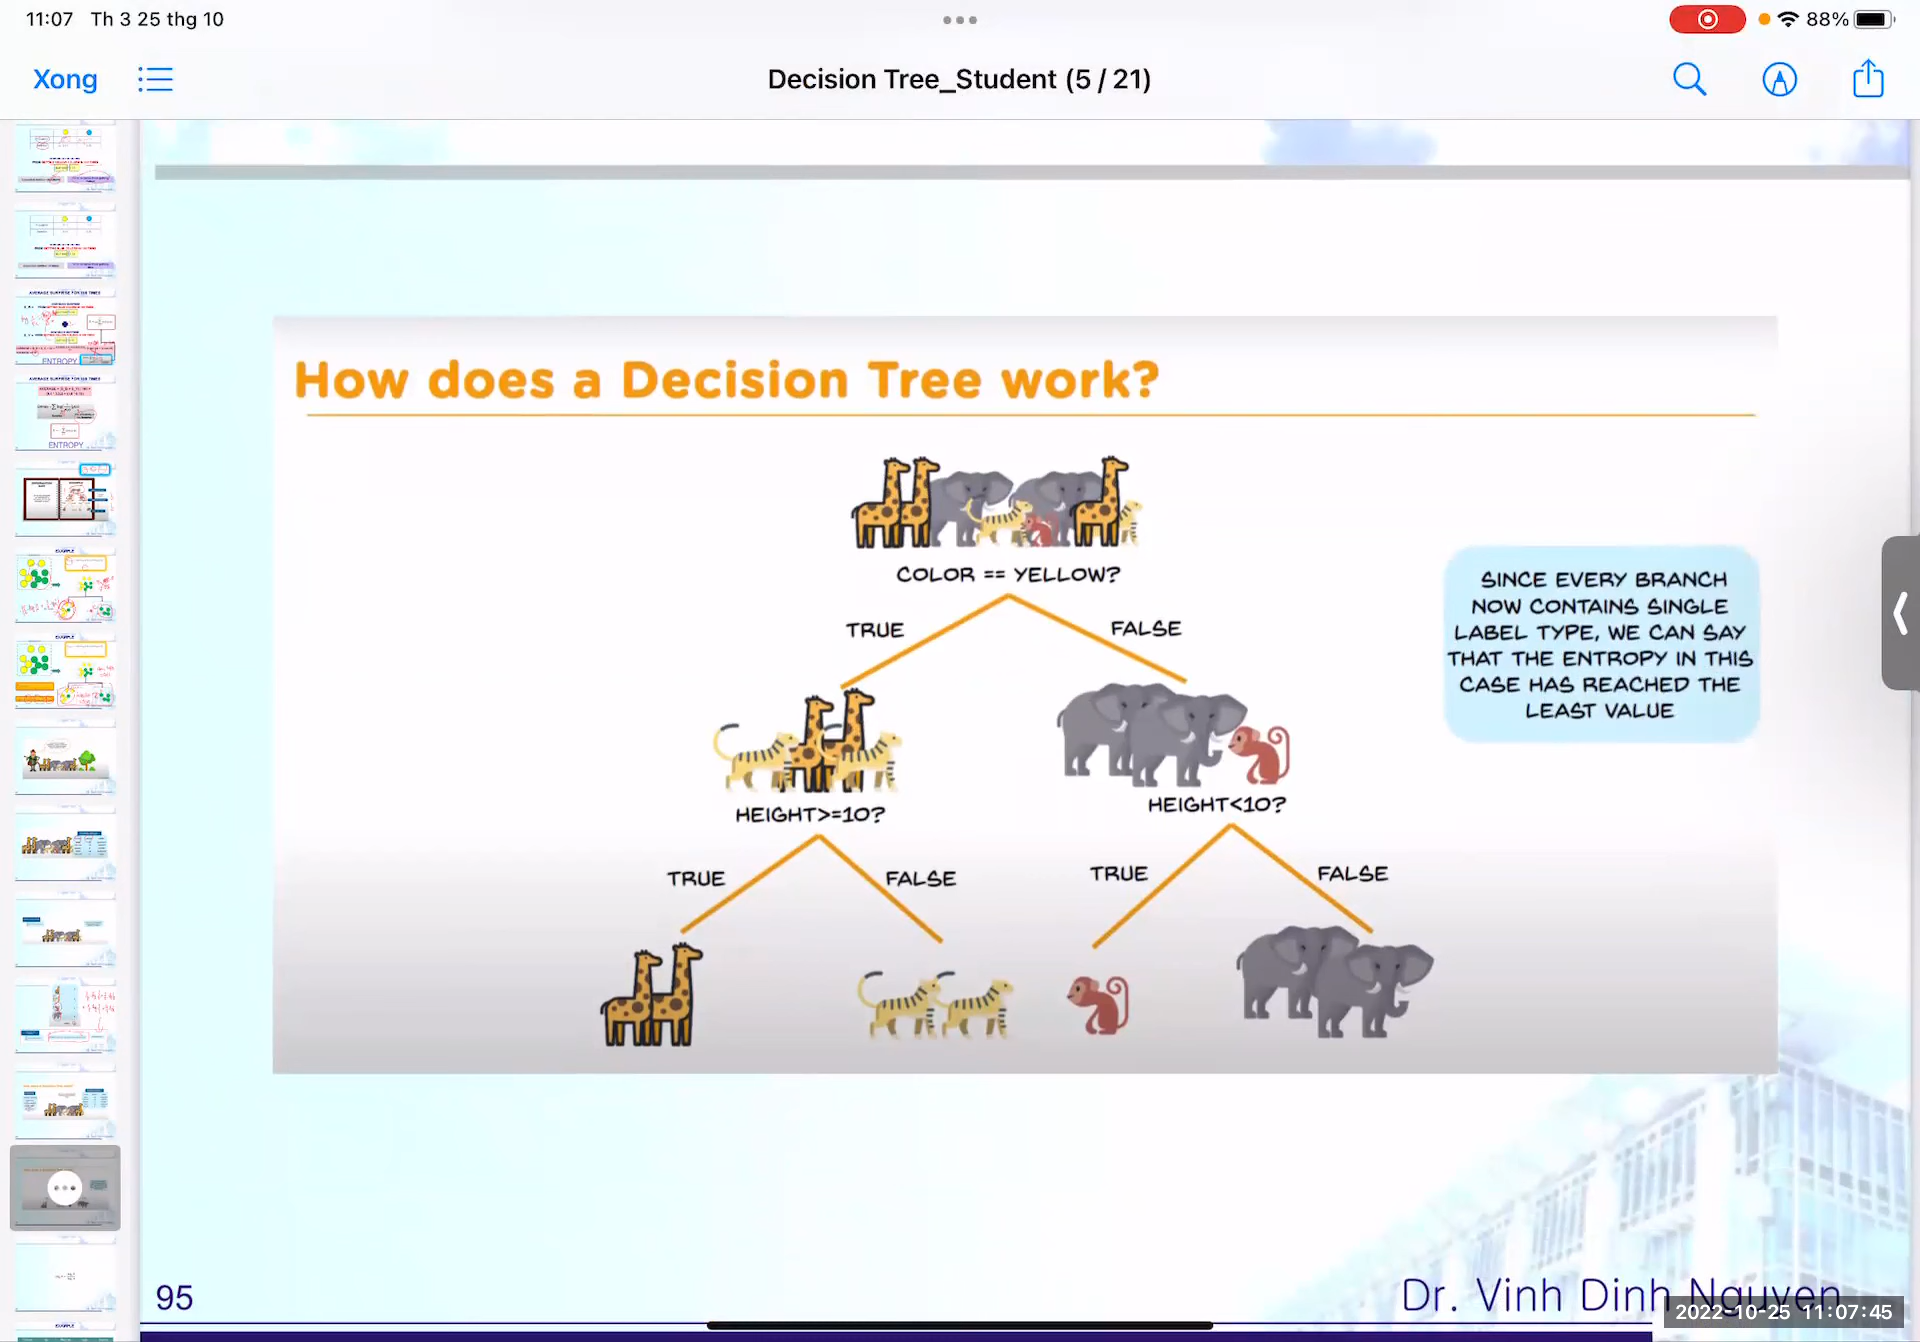 11:07 Th 3 25 thg 10
88%
Xong
Decision Tree_Student (5 / 21)
How does a Decision Tree work?
COLOR == YELLOW?
TRUE
FALSE
SINCE EVERY BRANCH
NOW CONTAINS SINGLE
LABEL TYPE, WE CAN SAY
THAT THE ENTROPY IN THIS
CASE HAS REACHED THE
LEAST VALUE
HEIGHT>=10?
HEIGHT<10?
TRUE
FALSE
TRUE
FALSE
ENTROPY
ENTROPY
95
Dr. Vinh Dinh Nguyen
2022-10-25 11:07:45